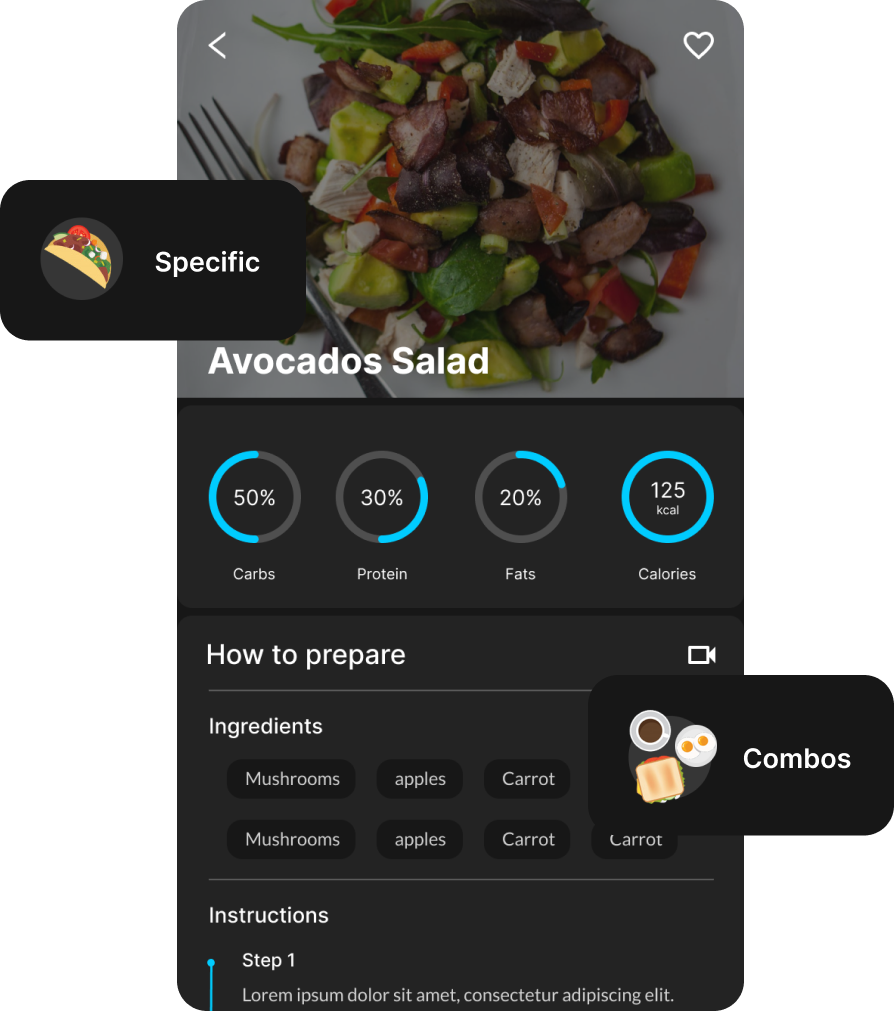 Specific
Avocados Salad
50%
30%
20%
125
kcal
Carbs
Protein
Fats
Calories
How to prepare
Ingredients
Combos
Mushrooms
apples
Carrot
Mushrooms
apples
Carrot
Carrot
Instructions
Step 1
Lorem ipsum dolor sit amet, consectetur adipiscing elit.